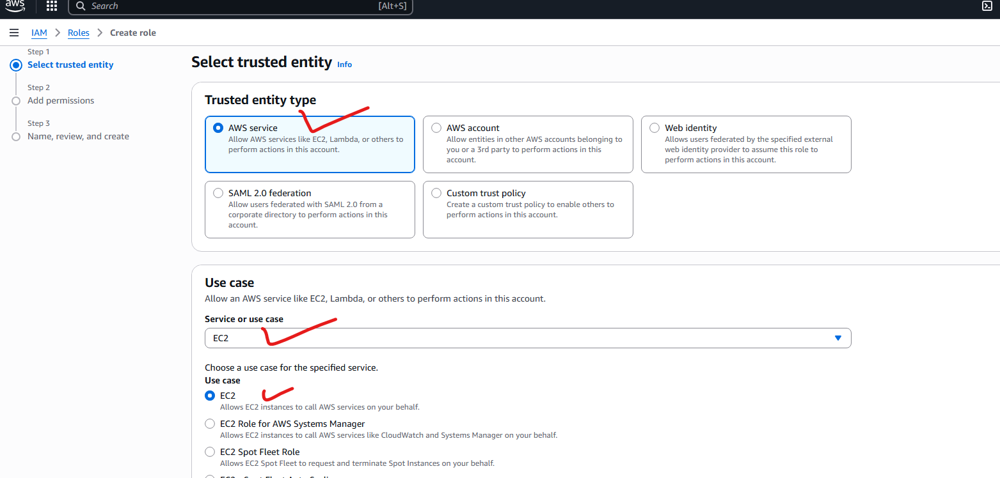 aws
Search [Alt+S]
IAM > Roles > Create role
Step 1
Select trusted entity
Step 2
Add permissions
Step 3
Name, review, and create
Select trusted entity Info
Trusted entity type
AWS service
Allow AWS services like EC2, Lambda, or others to
perform actions in this account.
AWS account
Allow entities in other AWS accounts belonging to
you or a 3rd party to perform actions in this
account.
Web identity
Allows users federated by the specified external
web identity provider to assume this role to
perform actions in this account.
SAML 2.0 federation
Allow users federated with SAML 2.0 from a
corporate directory to perform actions in this
account.
Custom trust policy
Create a custom trust policy to enable others to
perform actions in this account.
Use case
Allow an AWS service like EC2, Lambda, or others to perform actions in this account.
Service or use case
EC2
Choose a use case for the specified service.
Use case
EC2
Allows EC2 instances to call AWS services on your behalf.
EC2 Role for AWS Systems Manager
Allows EC2 instances to call AWS services like CloudWatch and Systems Manager on your behalf.
EC2 Spot Fleet Role
Allows EC2 Spot Fleet to request and terminate Spot Instances on your behalf.